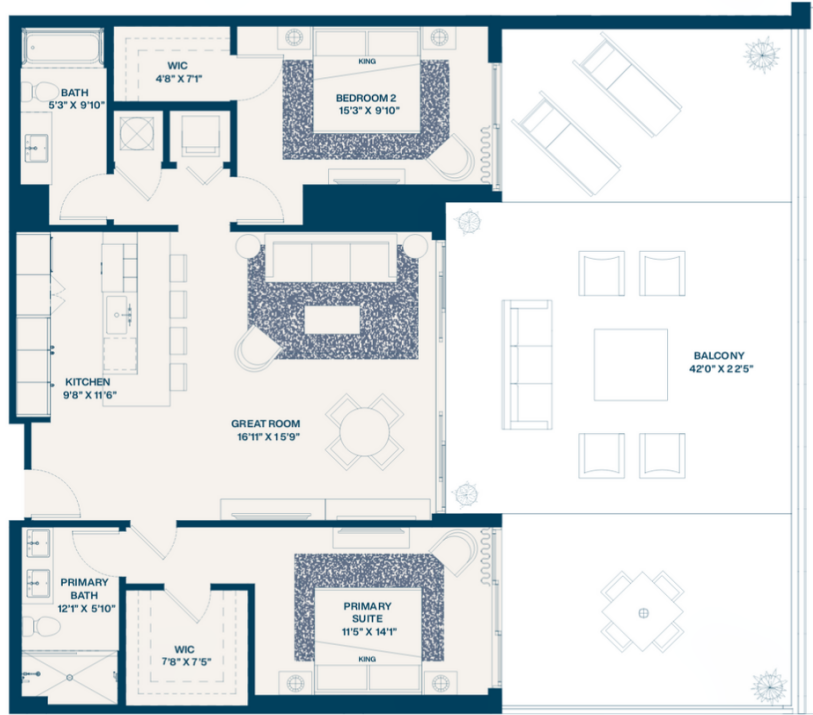 WIC
4'8" X 7'1"
KING
BATH
5'3" X 9'10"
BEDROOM 2
15'3" X 9'10"
BALCONY
42'0" X 22'5"
KITCHEN
9'8" X 11'6"
GREAT ROOM
16'11" X 15'9"
PRIMARY
BATH
12'1" X 5'10"
PRIMARY
SUITE
11'5" X 14'1"
WIC
7'8" X 7'5"
KING